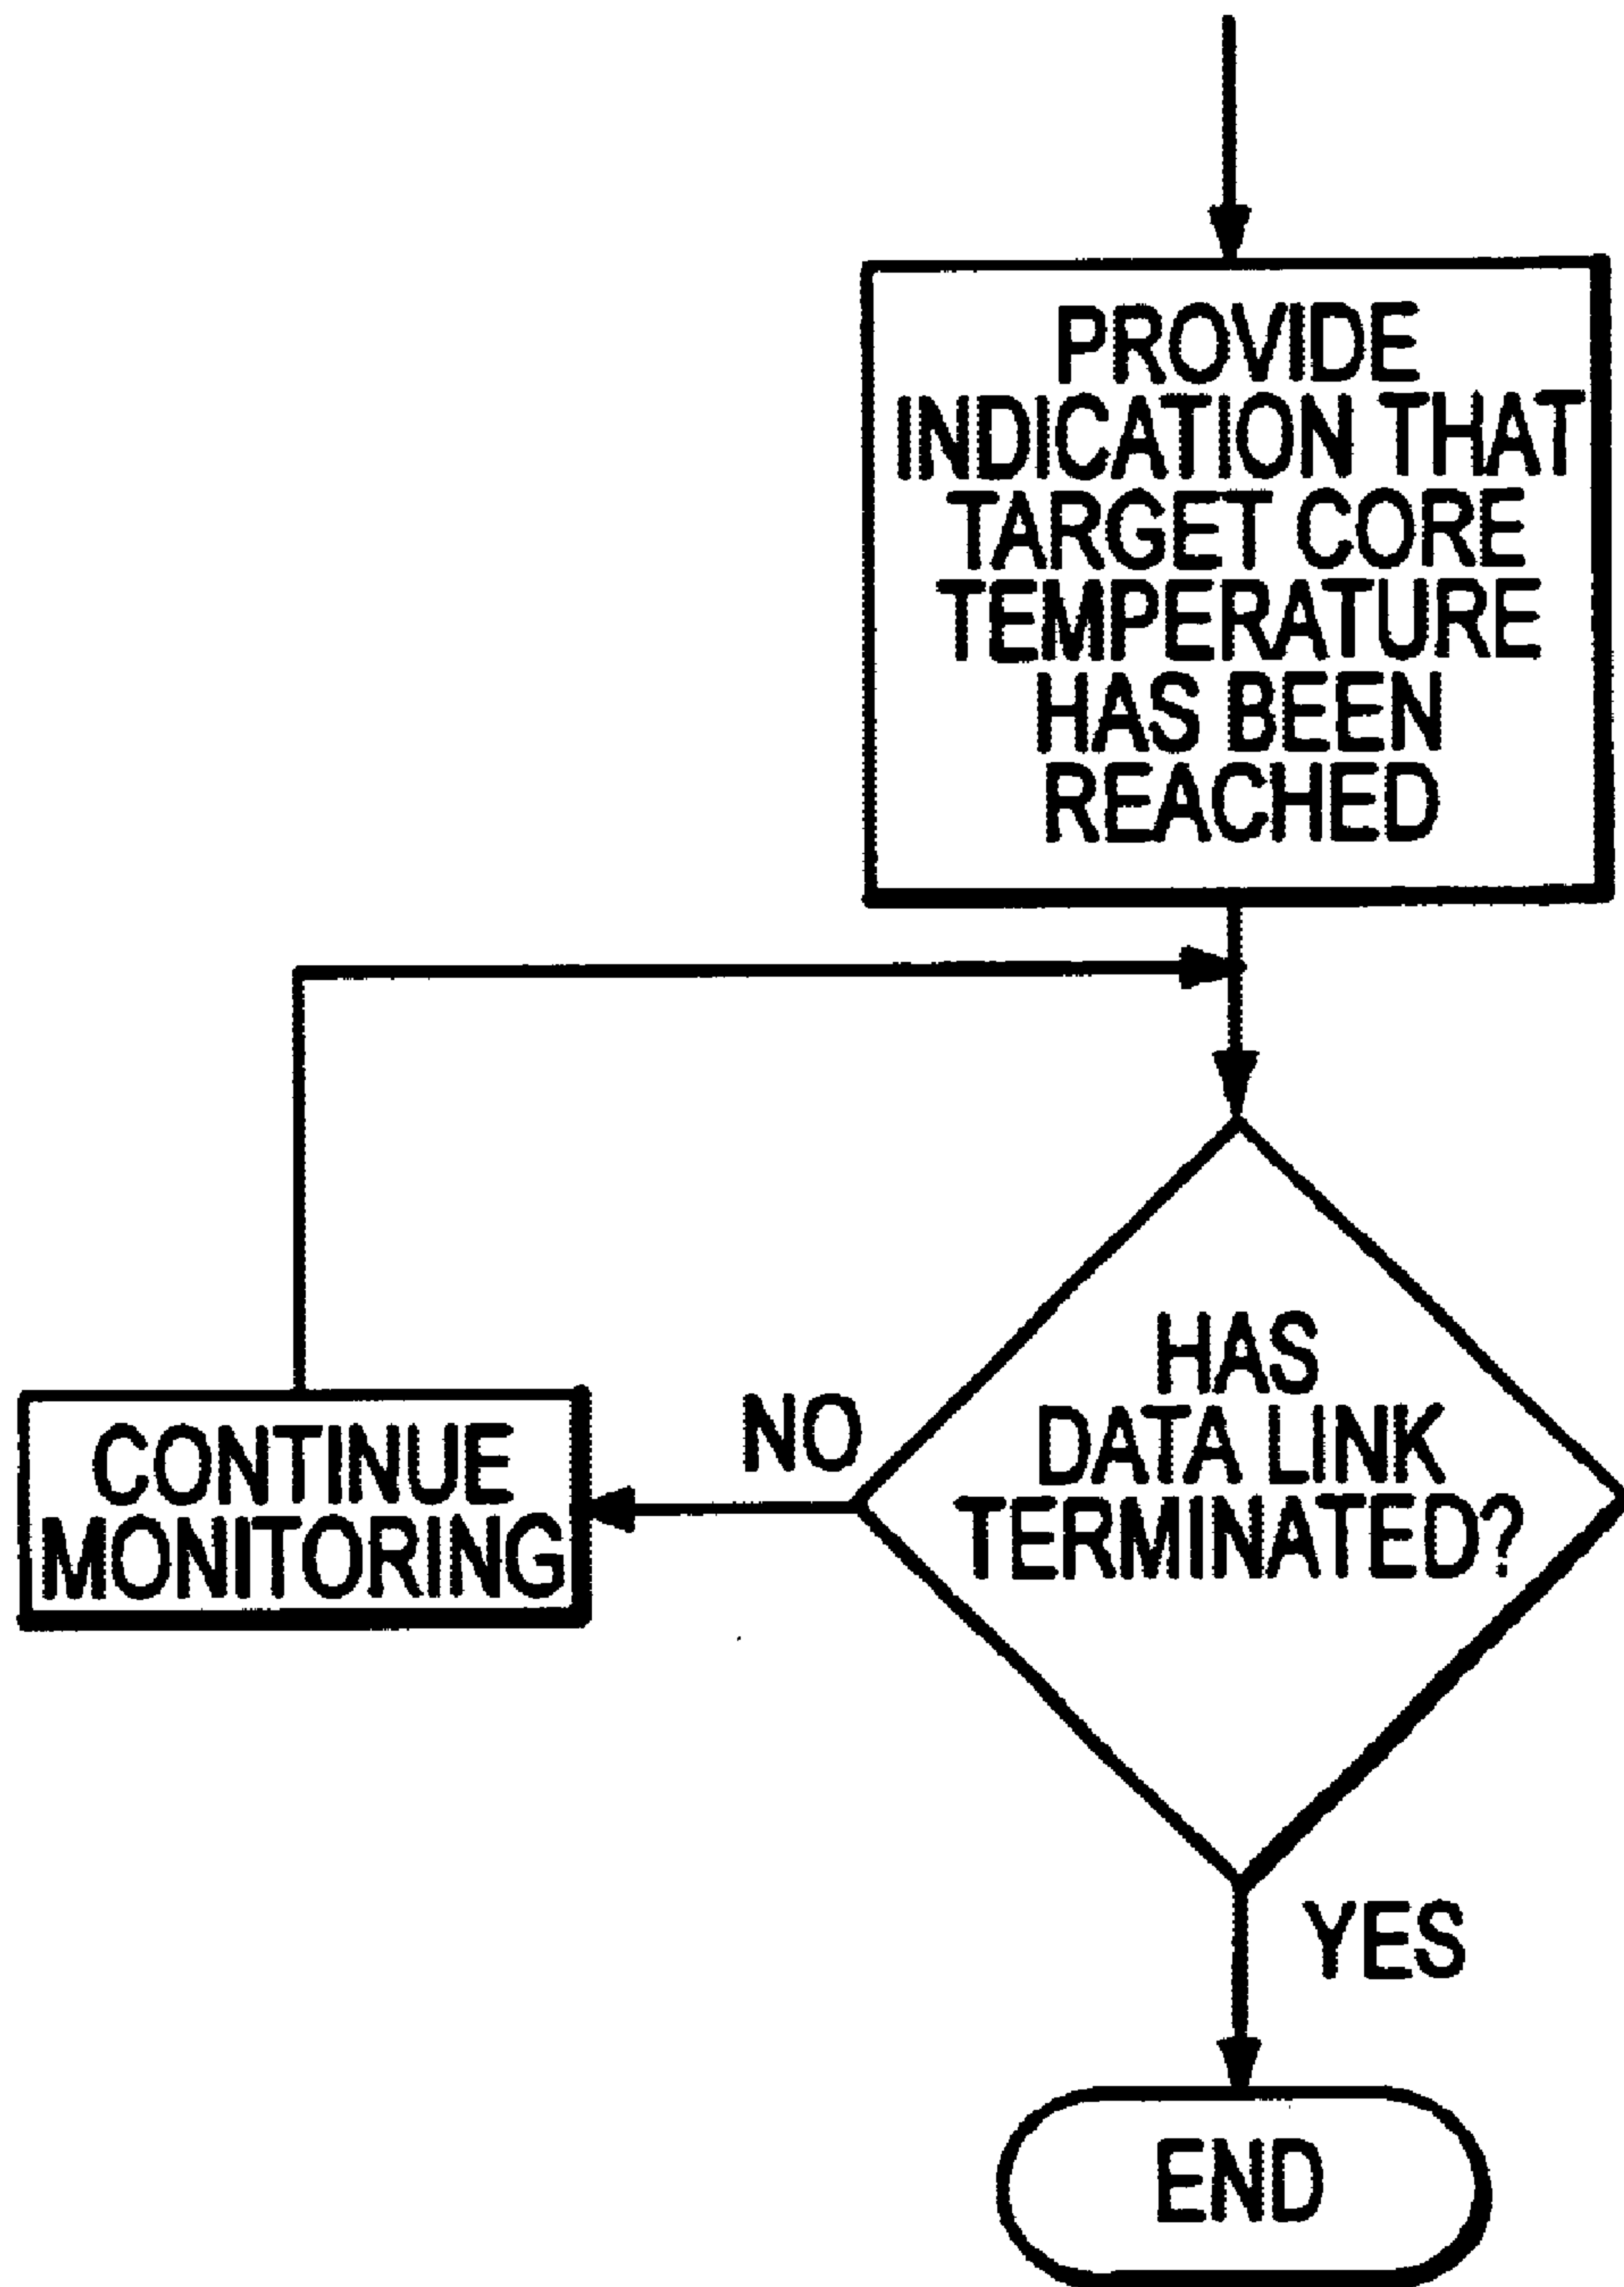 PROVIDE
INDICATION THAT
TARGET CORE
TEMPERATURE
HAS BEEN
REACHED
HAS
DATA LINK
TERMINATED?
NO
CONTINUE
MONITORING
YES
END